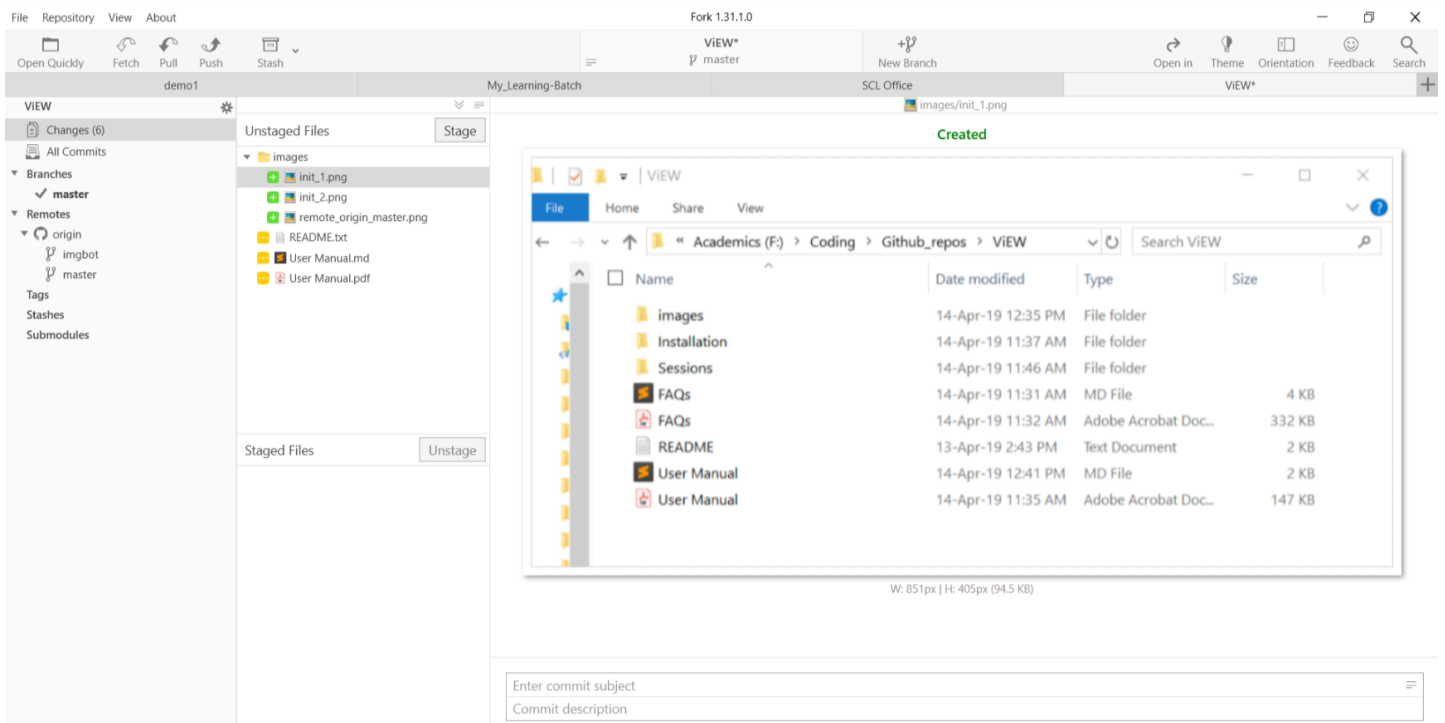 File Repository View About Fork 1.31.1.0
Open Quickly Fetch Pull Push Stash
ViEW*
master
New Branch
Open in Theme Orientation Feedback Search
demo1 My_Learning-Batch SCL Office ViEW*
ViEW
Changes (6)
All Commits
Branches
master
Remotes
origin
imgbot
master
Tags
Stashes
Submodules
Unstaged Files Stage
images
init_1.png
init_2.png
remote_origin_master.png
README.txt
User Manual.md
User Manual.pdf
Staged Files Unstage
images/init_1.png
Created
ViEW
File Home Share View
« Academics (F:) > Coding > Github_repos > ViEW Search ViEW
Name Date modified Type Size
images 14-Apr-19 12:35 PM File folder
Installation 14-Apr-19 11:37 AM File folder
Sessions 14-Apr-19 11:46 AM File folder
FAQs 14-Apr-19 11:31 AM MD File 4 KB
FAQs 14-Apr-19 11:32 AM Adobe Acrobat Doc... 332 KB
README 13-Apr-19 2:43 PM Text Document 2 KB
User Manual 14-Apr-19 12:41 PM MD File 2 KB
User Manual 14-Apr-19 11:35 AM Adobe Acrobat Doc... 147 KB
W: 851px | H: 405px (94.5 KB)
Enter commit subject
Commit description